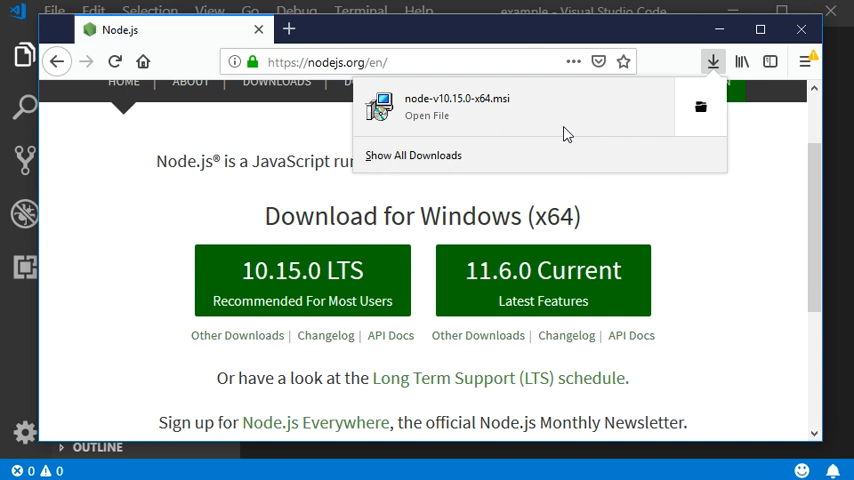 File Edit Selection View Go Debug Terminal Help example - Visual Studio Code
Node.js
https://nodejs.org/en/
HOME ABOUT DOWNLOADS
node-v10.15.0-x64.msi
Open File
Show All Downloads
Node.js® is a JavaScript
Download for Windows (x64)
10.15.0 LTS
Recommended For Most Users
11.6.0 Current
Latest Features
Other Downloads | Changelog | API Docs
Other Downloads | Changelog | API Docs
Or have a look at the Long Term Support (LTS) schedule.
Sign up for Node.js Everywhere, the official Node.js Monthly Newsletter.
OUTLINE
0 0